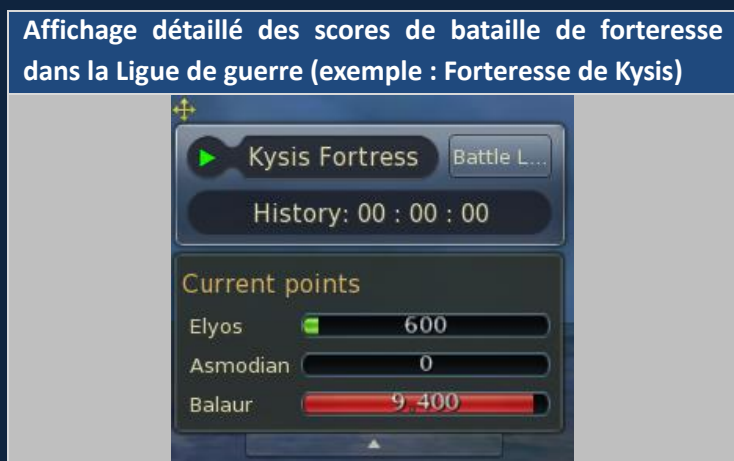 Affichage détaillé des scores de bataille de forteresse
dans la Ligue de guerre (exemple : Forteresse de Kysis)
Kysis Fortress Battle L...
History: 00 : 00 : 00
Current points
Elyos 600
Asmodian 0
Balaur 9.400